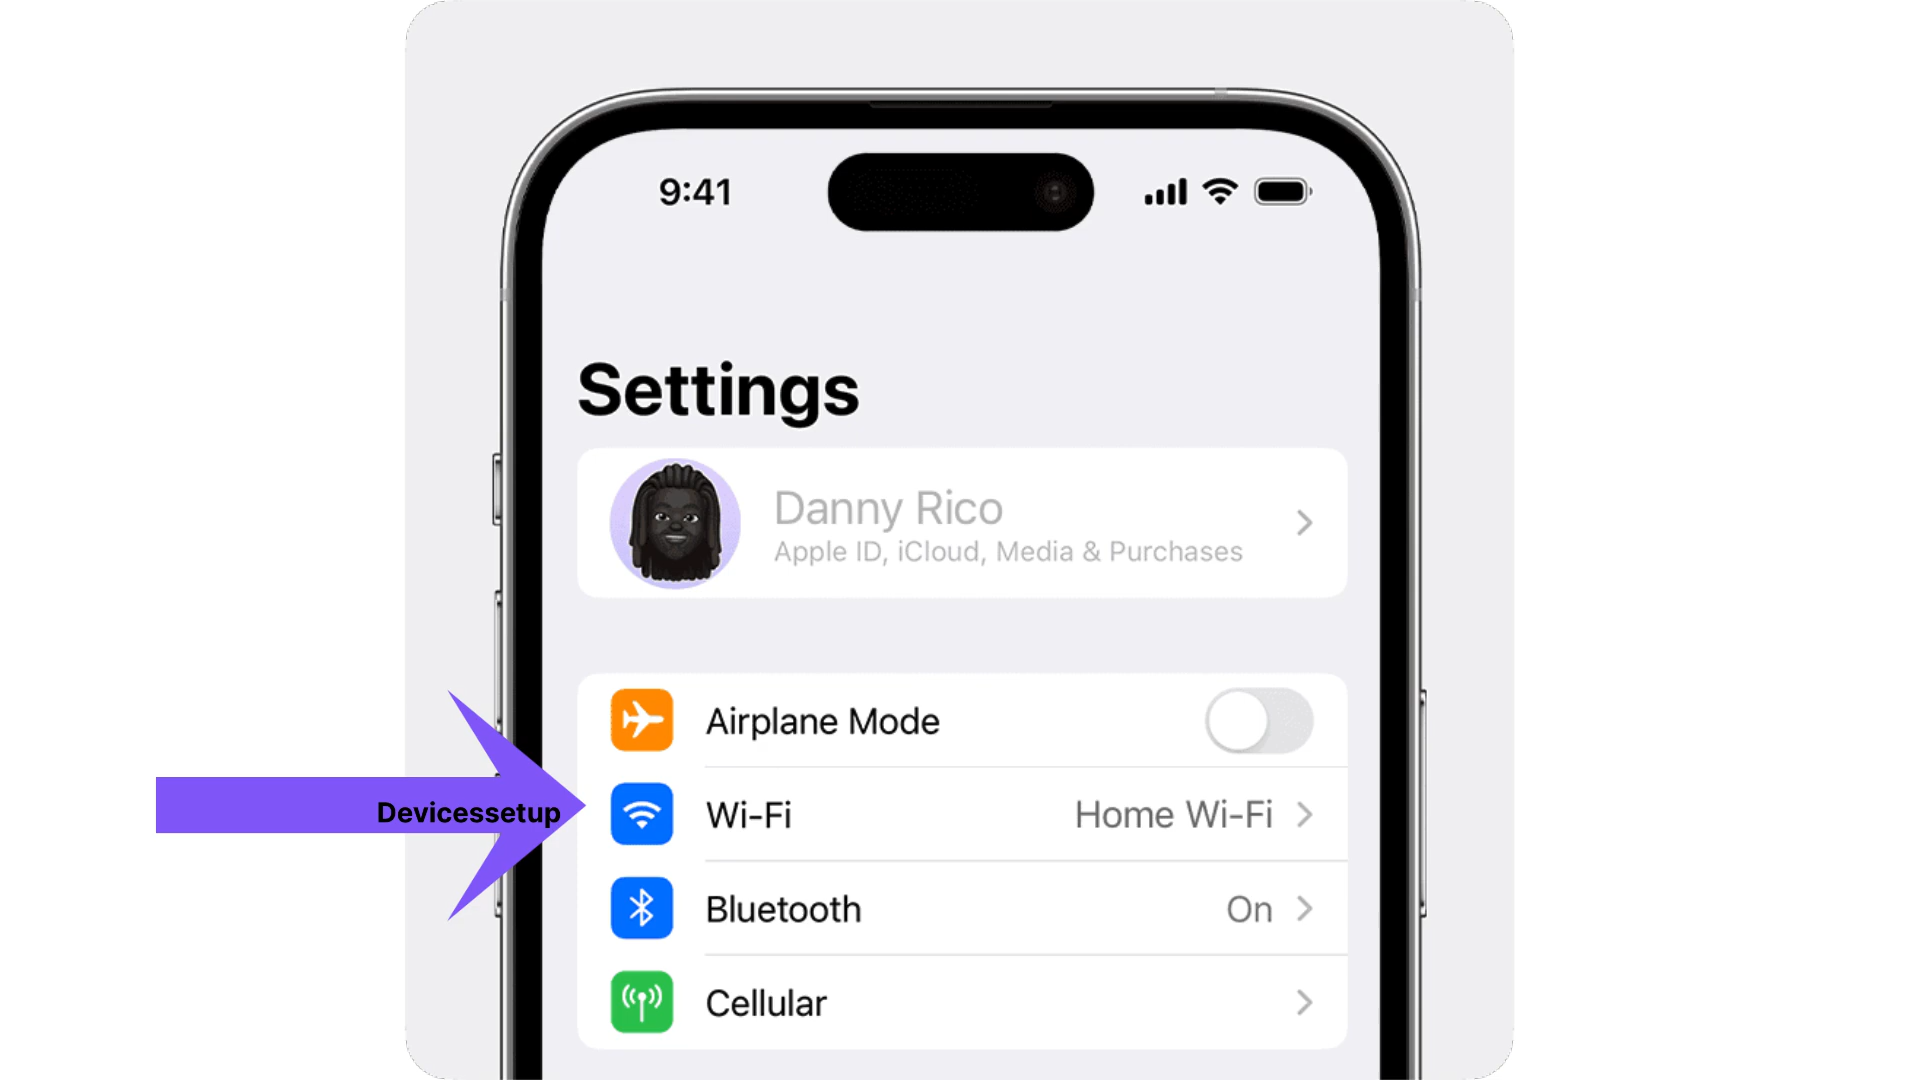 9:41
Settings
Danny Rico
Apple ID, iCloud, Media & Purchases
Airplane Mode
Devicessetup
Wi-Fi Home Wi-Fi
Bluetooth On
Cellular